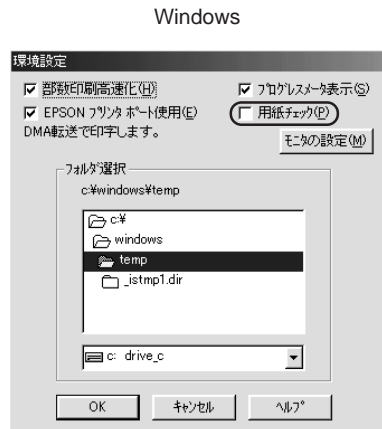 Windows
環境設定
部数印刷高速化(H)
プログレスメータ表示(S)
EPSON プリンタ ポート使用(E)
用紙チェック(P)
DMA転送で印字します。
モニタの設定(M)
フォルダ選択
c:¥windows¥temp
c:¥
windows
temp
_istmp1.dir
c: drive_c
OK
キャンセル
ヘルプ